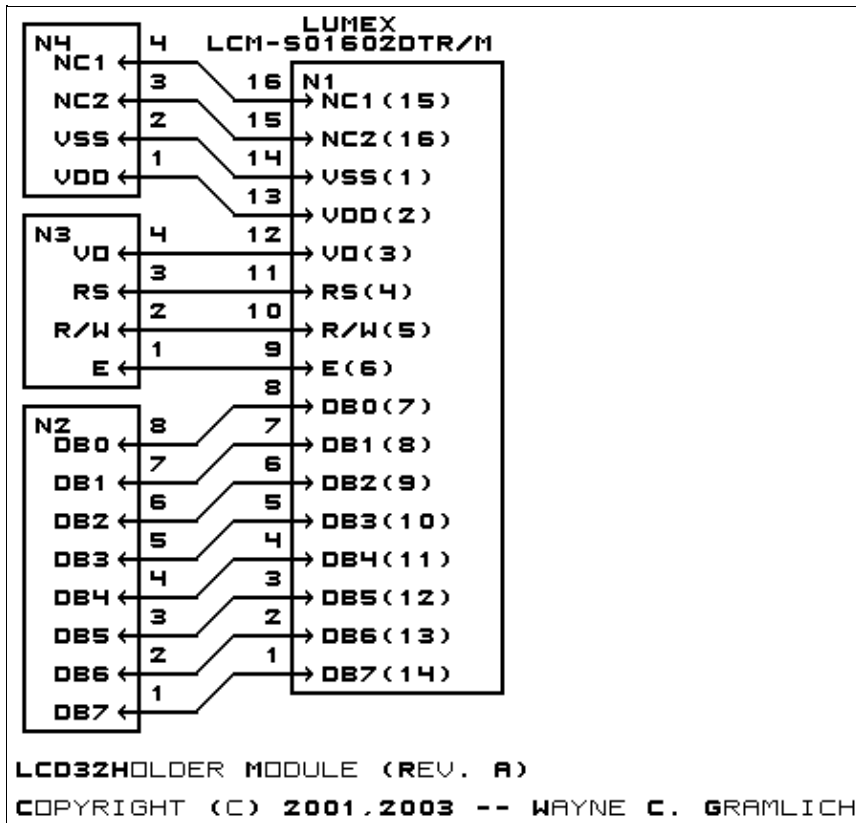 LUMEX
LCM-S01602DTR/M
N4 4
NC1
3
NC2
2
VSS
1
VDD
N3 4
VO
3
RS
2
R/W
1
E
N2 8
DB0
7
DB1
6
DB2
5
DB3
4
DB4
3
DB5
2
DB6
1
DB7
16 N1
NC1(15)
15
NC2(16)
14
VSS(1)
13
VDD(2)
12
VO(3)
11
RS(4)
10
R/W(5)
9
E(6)
8
DB0(7)
7
DB1(8)
6
DB2(9)
5
DB3(10)
4
DB4(11)
3
DB5(12)
2
DB6(13)
1
DB7(14)
LCD32HOLDER MODULE (REV. A)
COPYRIGHT (C) 2001,2003 -- WAYNE C. GRAMLICH